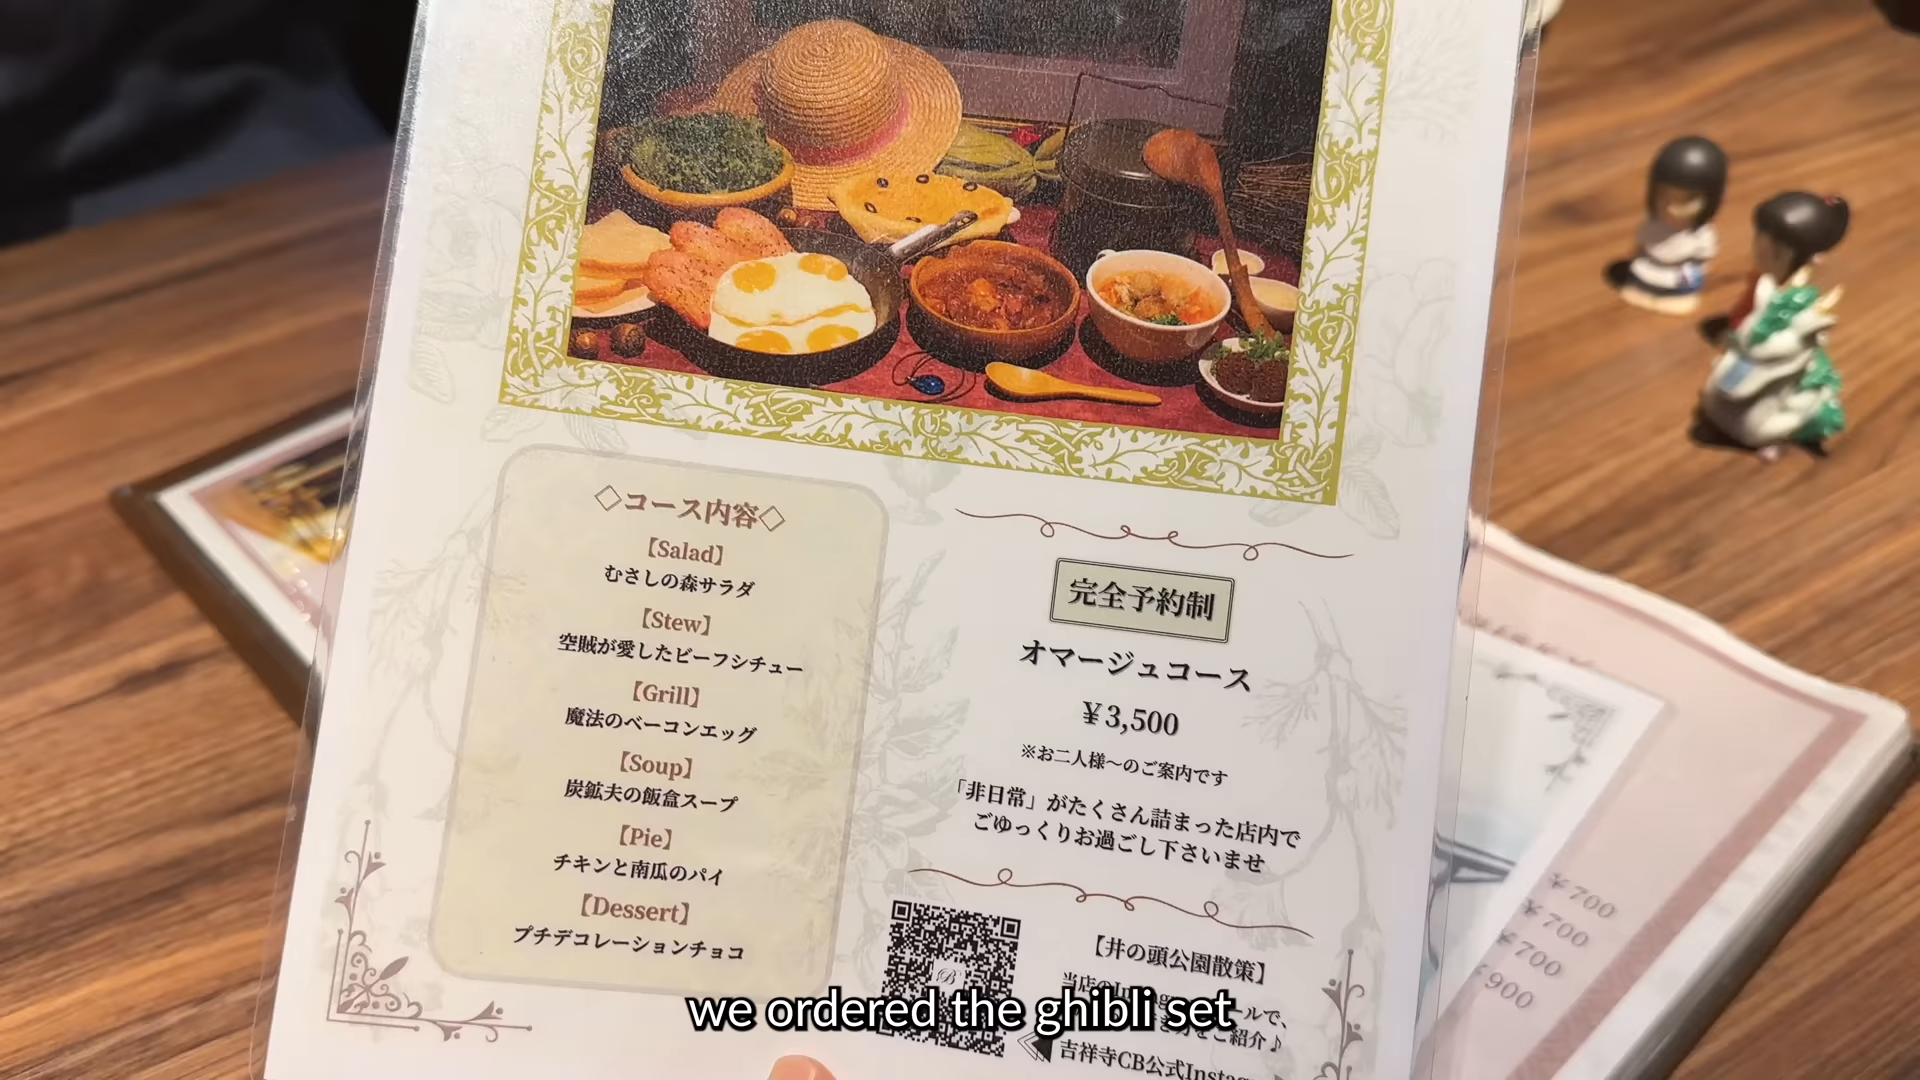 ◇コース内容◇
【Salad】
むさしの森サラダ
【Stew】
空賊が愛したビーフシチュー
【Grill】
魔法のベーコンエッグ
【Soup】
炭鉱夫の飯盒スープ
【Pie】
チキンと南瓜のパイ
【Dessert】
プチデコレーションチョコ
完全予約制
オマージュコース
¥3,500
※お二人様〜のご案内です
「非日常」がたくさん詰まった店内で
ごゆっくりお過ごし下さいませ
【井の頭公園散策】
当店の
ご紹介♪
吉祥寺CB公式
700
700
700
900
we ordered the ghibli set